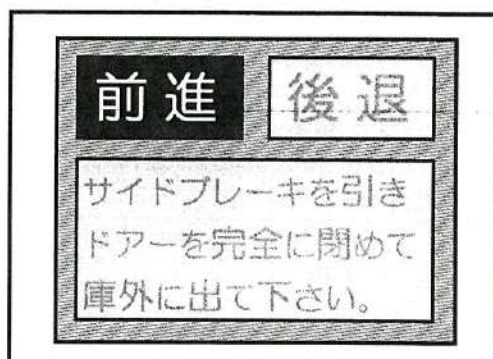 前進 後退
サイドブレーキを引き
ドアーを完全に閉めて
庫外に出て下さい。